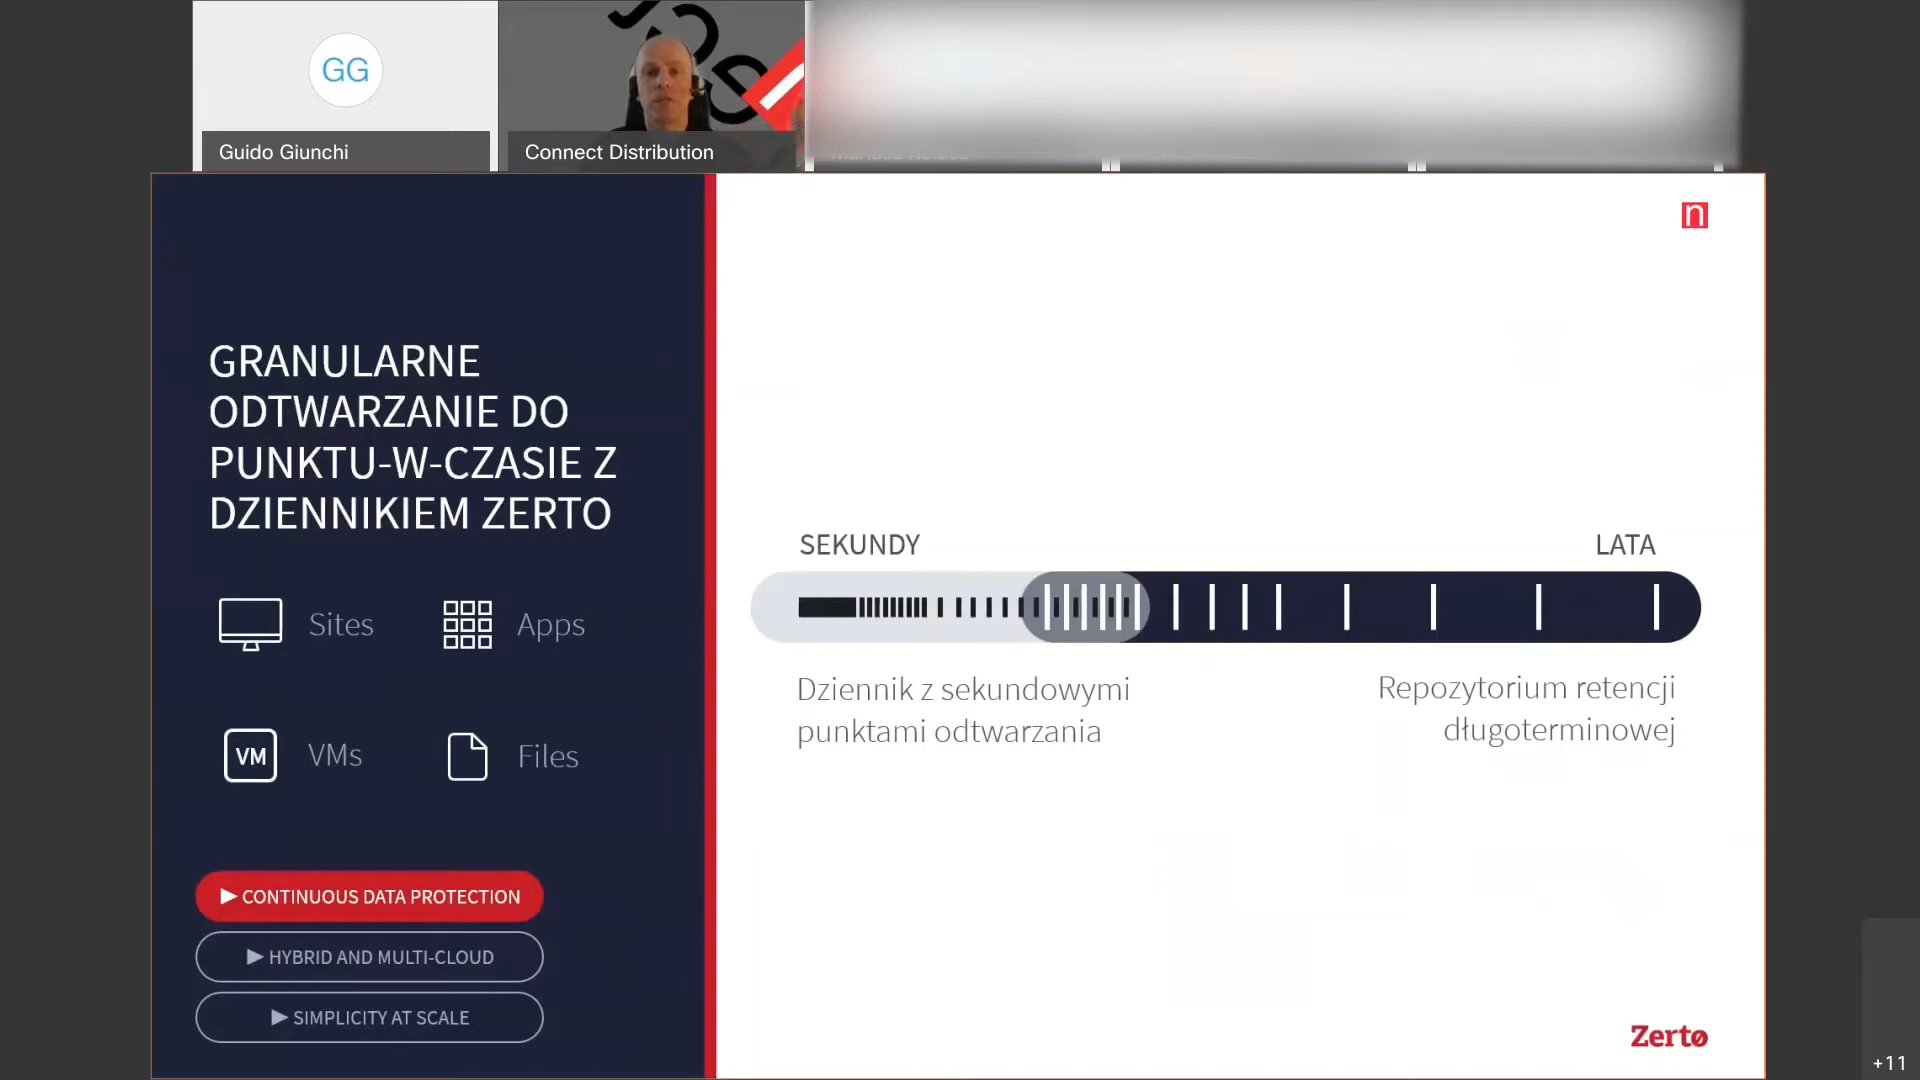 GG
Guido Giunchi
Connect Distribution
n
GRANULARNE
ODTWARZANIE DO
PUNKTU-W-CZASIE Z
DZIENNIKIEM ZERTO
Sites
Apps
VM
VMs
Files
▶ CONTINUOUS DATA PROTECTION
▶ HYBRID AND MULTI-CLOUD
▶ SIMPLICITY AT SCALE
SEKUNDY
LATA
Dziennik z sekundowymi
punktami odtwarzania
Repozytorium retencji
długoterminowej
Zerto
+11